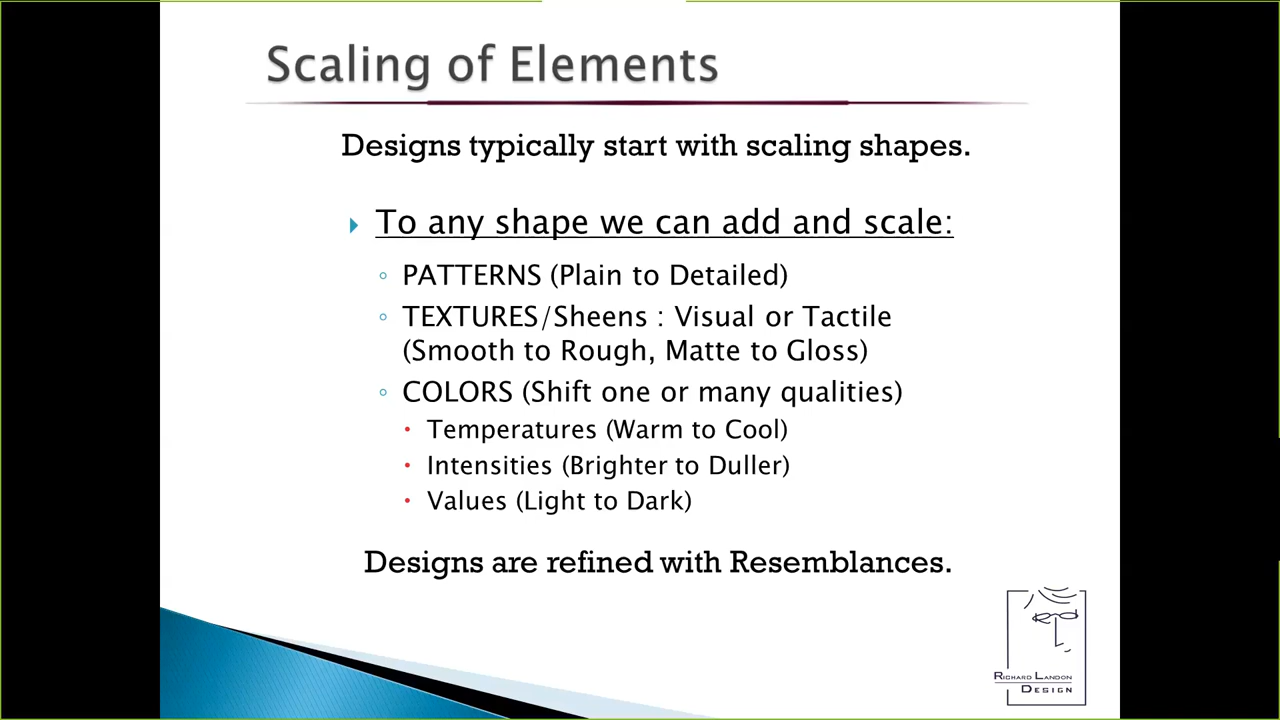 Scaling of Elements
Designs typically start with scaling shapes.
To any shape we can add and scale:
PATTERNS (Plain to Detailed)
TEXTURES/Sheens : Visual or Tactile
(Smooth to Rough, Matte to Gloss)
COLORS (Shift one or many qualities)
Temperatures (Warm to Cool)
Intensities (Brighter to Duller)
Values (Light to Dark)
Designs are refined with Resemblances.
RICHARD LANDON
DESIGN